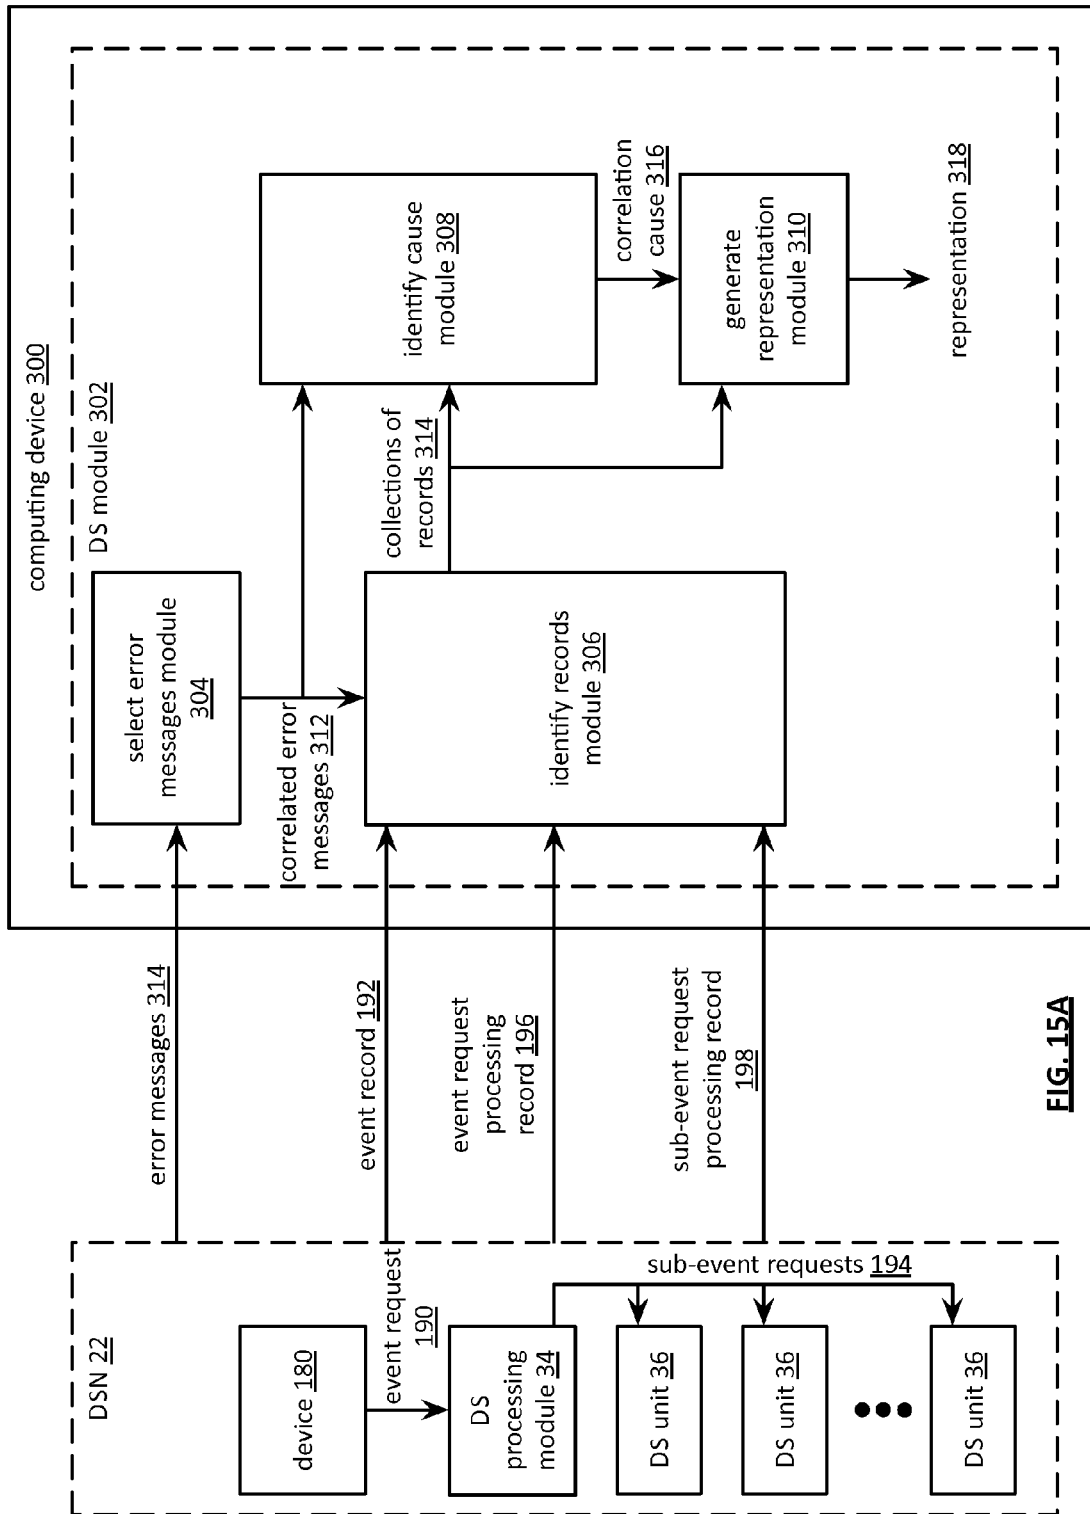 computing device 300
DS module 302
select error
messages module
304
correlated error
messages 312
identify records
module 306
collections of
records 314
identify cause
module 308
correlation
cause 316
generate
representation
module 310
representation 318
error messages 314
event record 192
event request
processing
record 196
sub-event request
processing record
198
DSN 22
device 180
event request
190
DS
processing
module 34
sub-event requests 194
DS unit 36
DS unit 36
DS unit 36
FIG. 15A